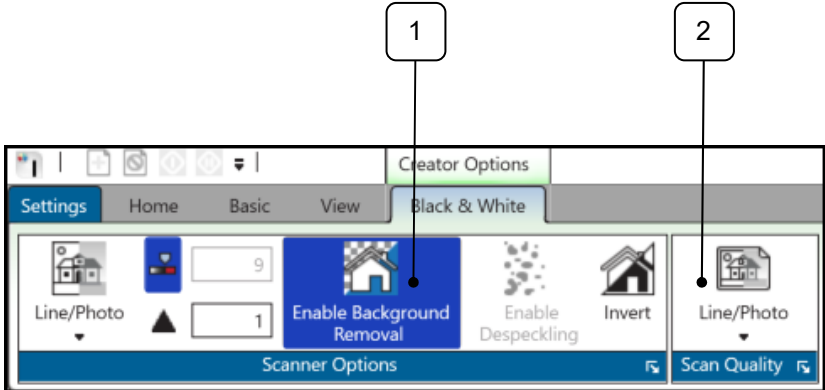 1
2
Creator Options
Settings Home Basic View Black & White
9
Line/Photo
1
Enable Background
Removal
Enable
Despeckling
Invert
Line/Photo
Scanner Options
Scan Quality